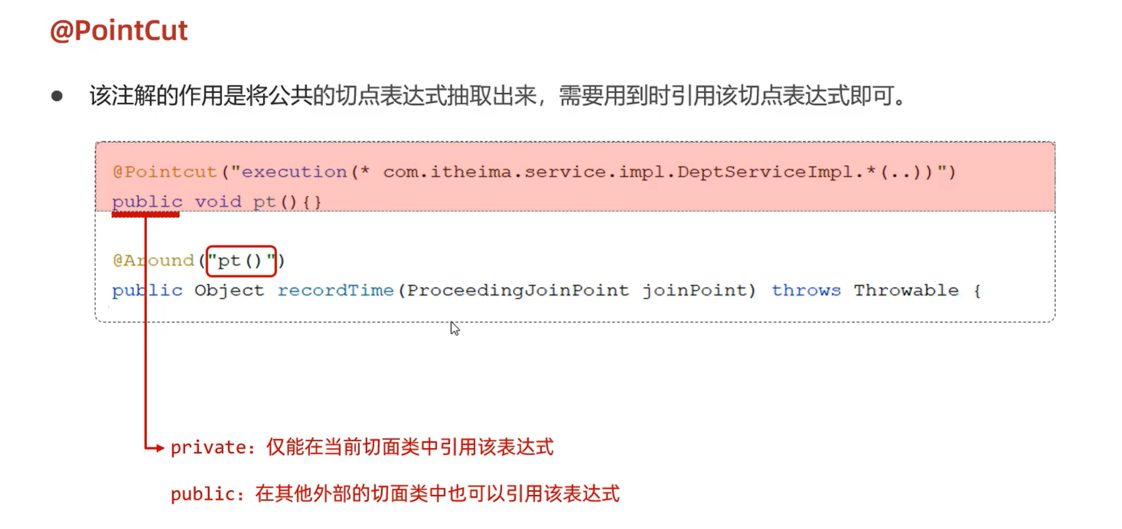 @PointCut
该注解的作用是将公共的切点表达式抽取出来，需要用到时引用该切点表达式即可。
@Pointcut("execution(* com.itheima.service.impl.DeptServiceImpl.*(..))")
public void pt(){}
@Around("pt()")
public Object recordTime(ProceedingJoinPoint joinPoint) throws Throwable {
private：仅能在当前切面类中引用该表达式
public：在其他外部的切面类中也可以引用该表达式